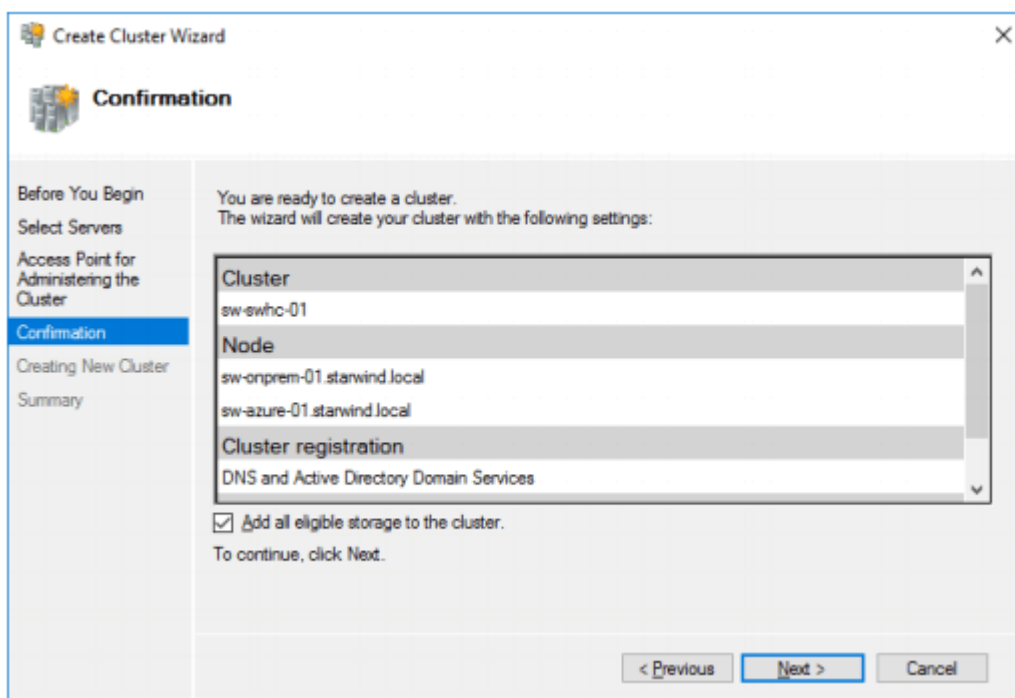 Create Cluster Wizard
Confirmation
Before You Begin
Select Servers
Access Point for
Administering the
Cluster
Confirmation
Creating New Cluster
Summary
You are ready to create a cluster.
The wizard will create your cluster with the following settings:
Cluster
sw-swhc-01
Node
sw-onprem-01.starwind.local
sw-azure-01.starwind.local
Cluster registration
DNS and Active Directory Domain Services
Add all eligible storage to the cluster.
To continue, click Next.
< Previous
Next >
Cancel